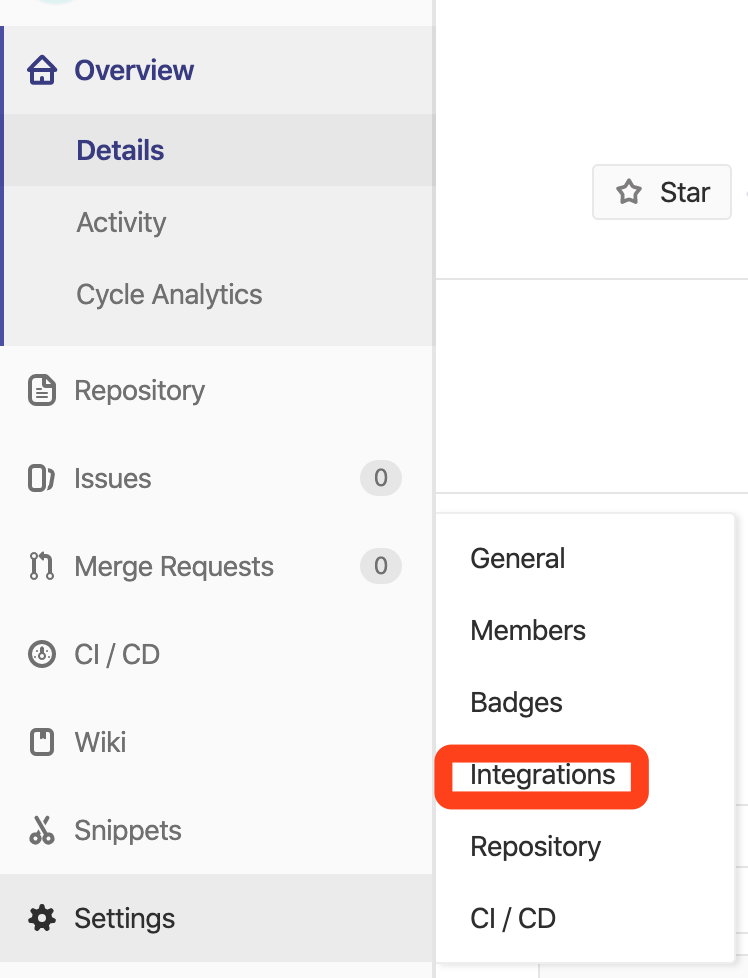 Overview
Details
Activity
Cycle Analytics
Repository
Issues 0
Merge Requests 0
CI / CD
Wiki
Snippets
Settings
Star
General
Members
Badges
Integrations
Repository
CI / CD